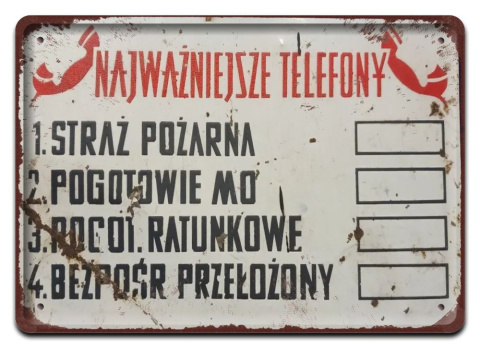 NAJWAŻNIEJSZE TELEFONY
1. STRAŻ POŻARNA
2. POGOTOWIE MO
3. POGOT. RATUNKOWE
4. BEZPOŚR PRZEŁOŻONY